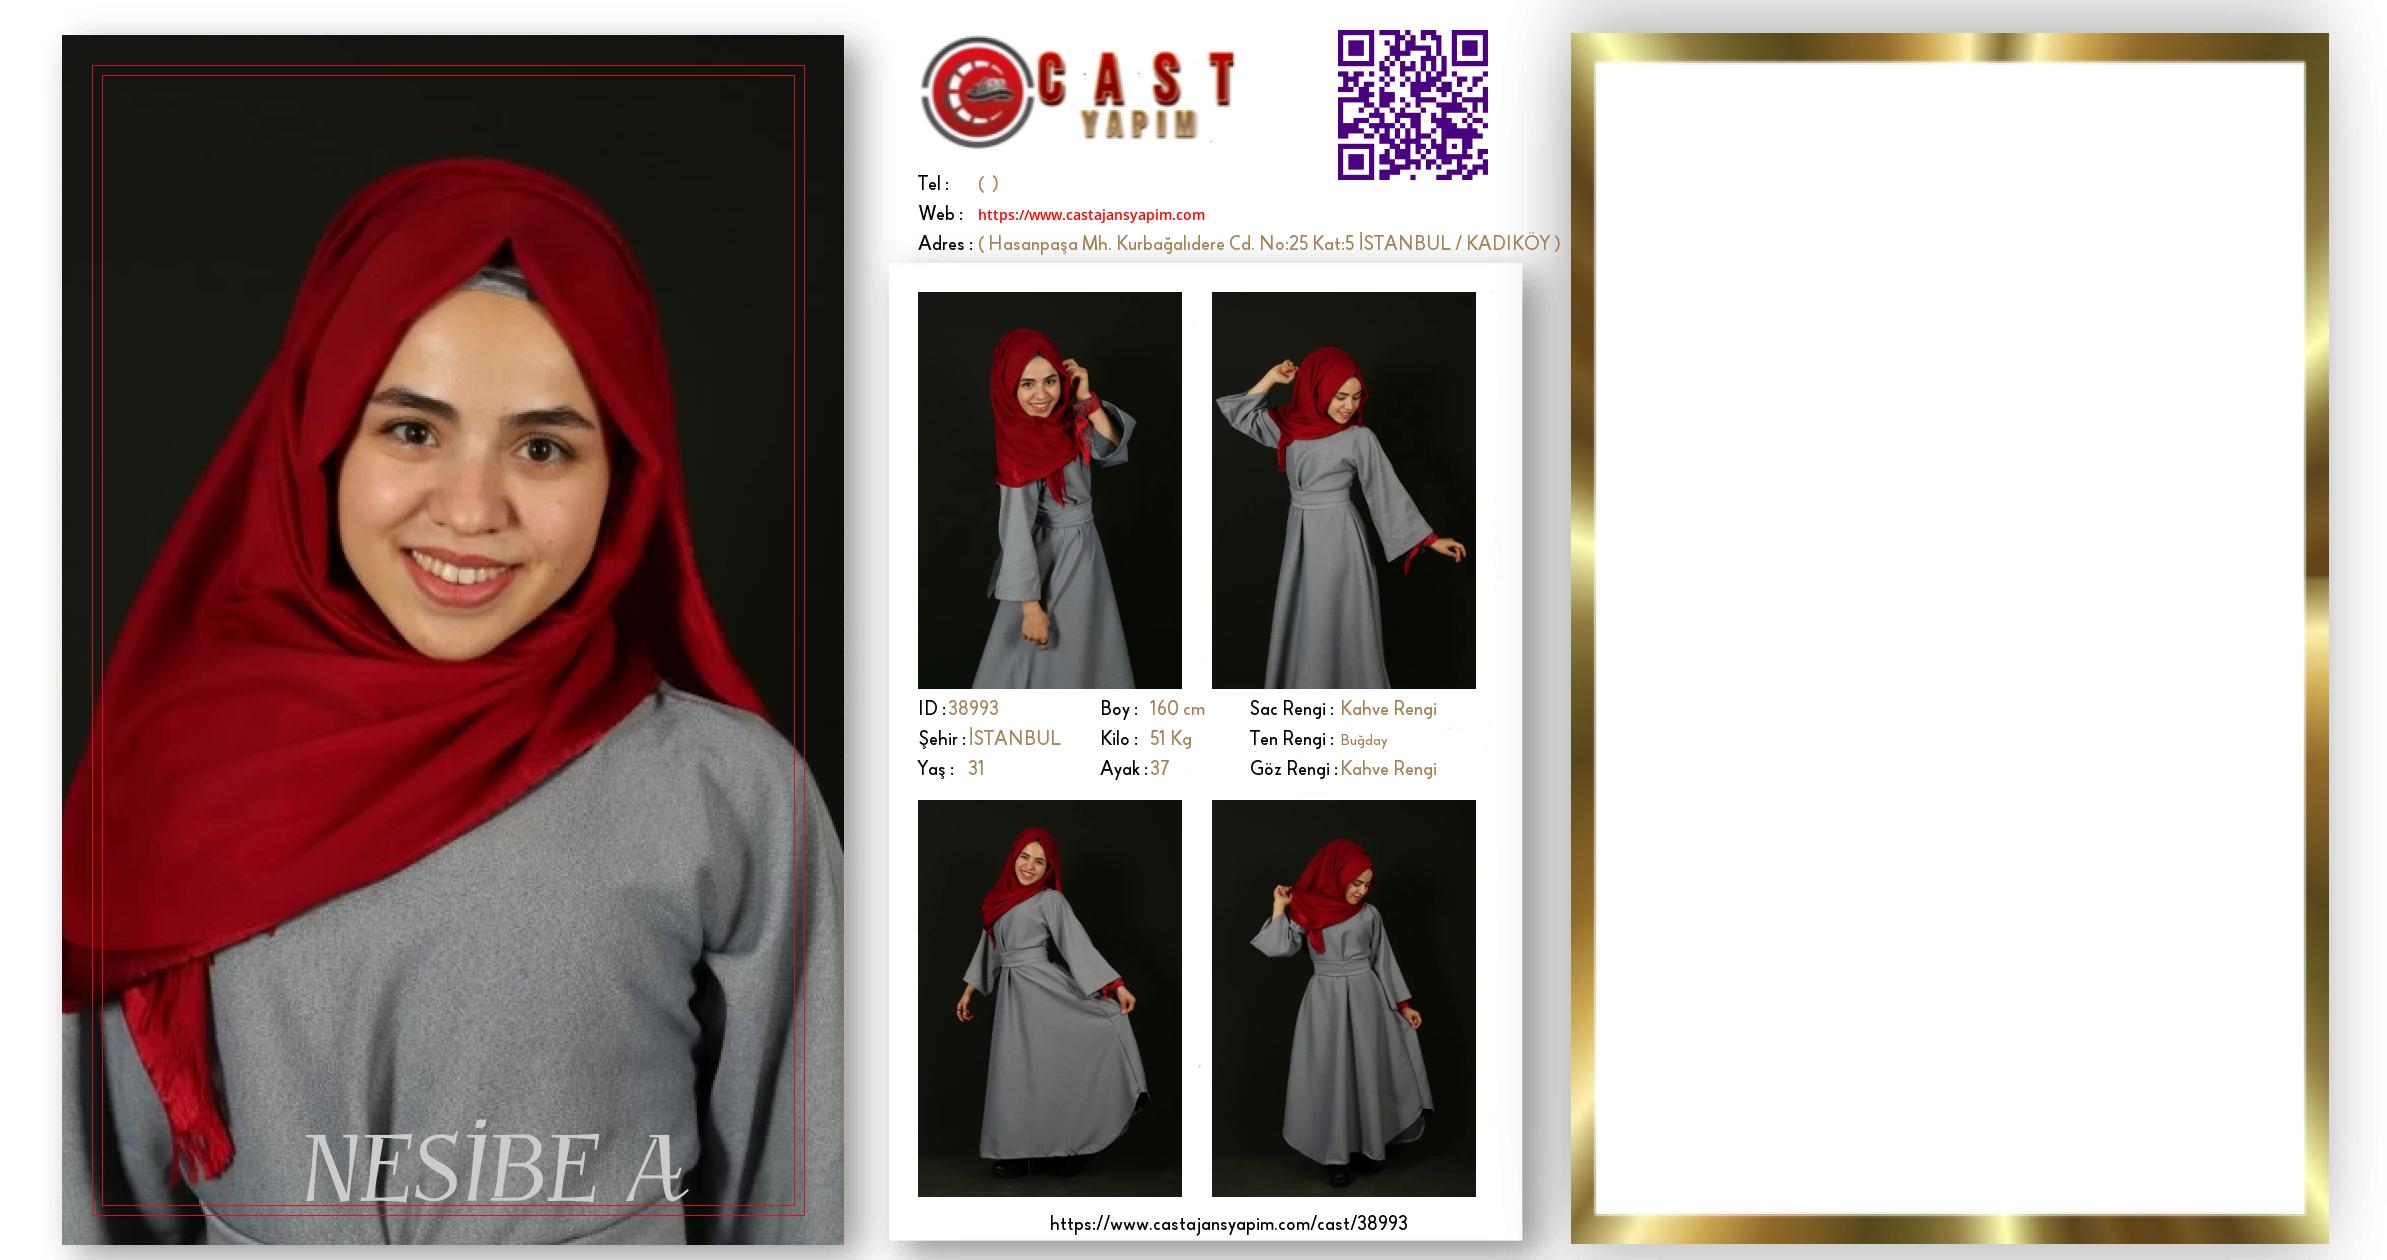 NESİBE A
CAST
YAPIM
Tel : ( )
Web : https://www.castajansyapim.com
Adres : ( Hasanpaşa Mh. Kurbağalıdere Cd. No:25 Kat:5 İSTANBUL / KADIKÖY )
ID : 38993 Boy : 160 cm Sac Rengi : Kahve Rengi
Şehir : İSTANBUL Kilo : 51 Kg Ten Rengi : Buğday
Yaş : 31 Ayak : 37 Göz Rengi : Kahve Rengi
https://www.castajansyapim.com/cast/38993